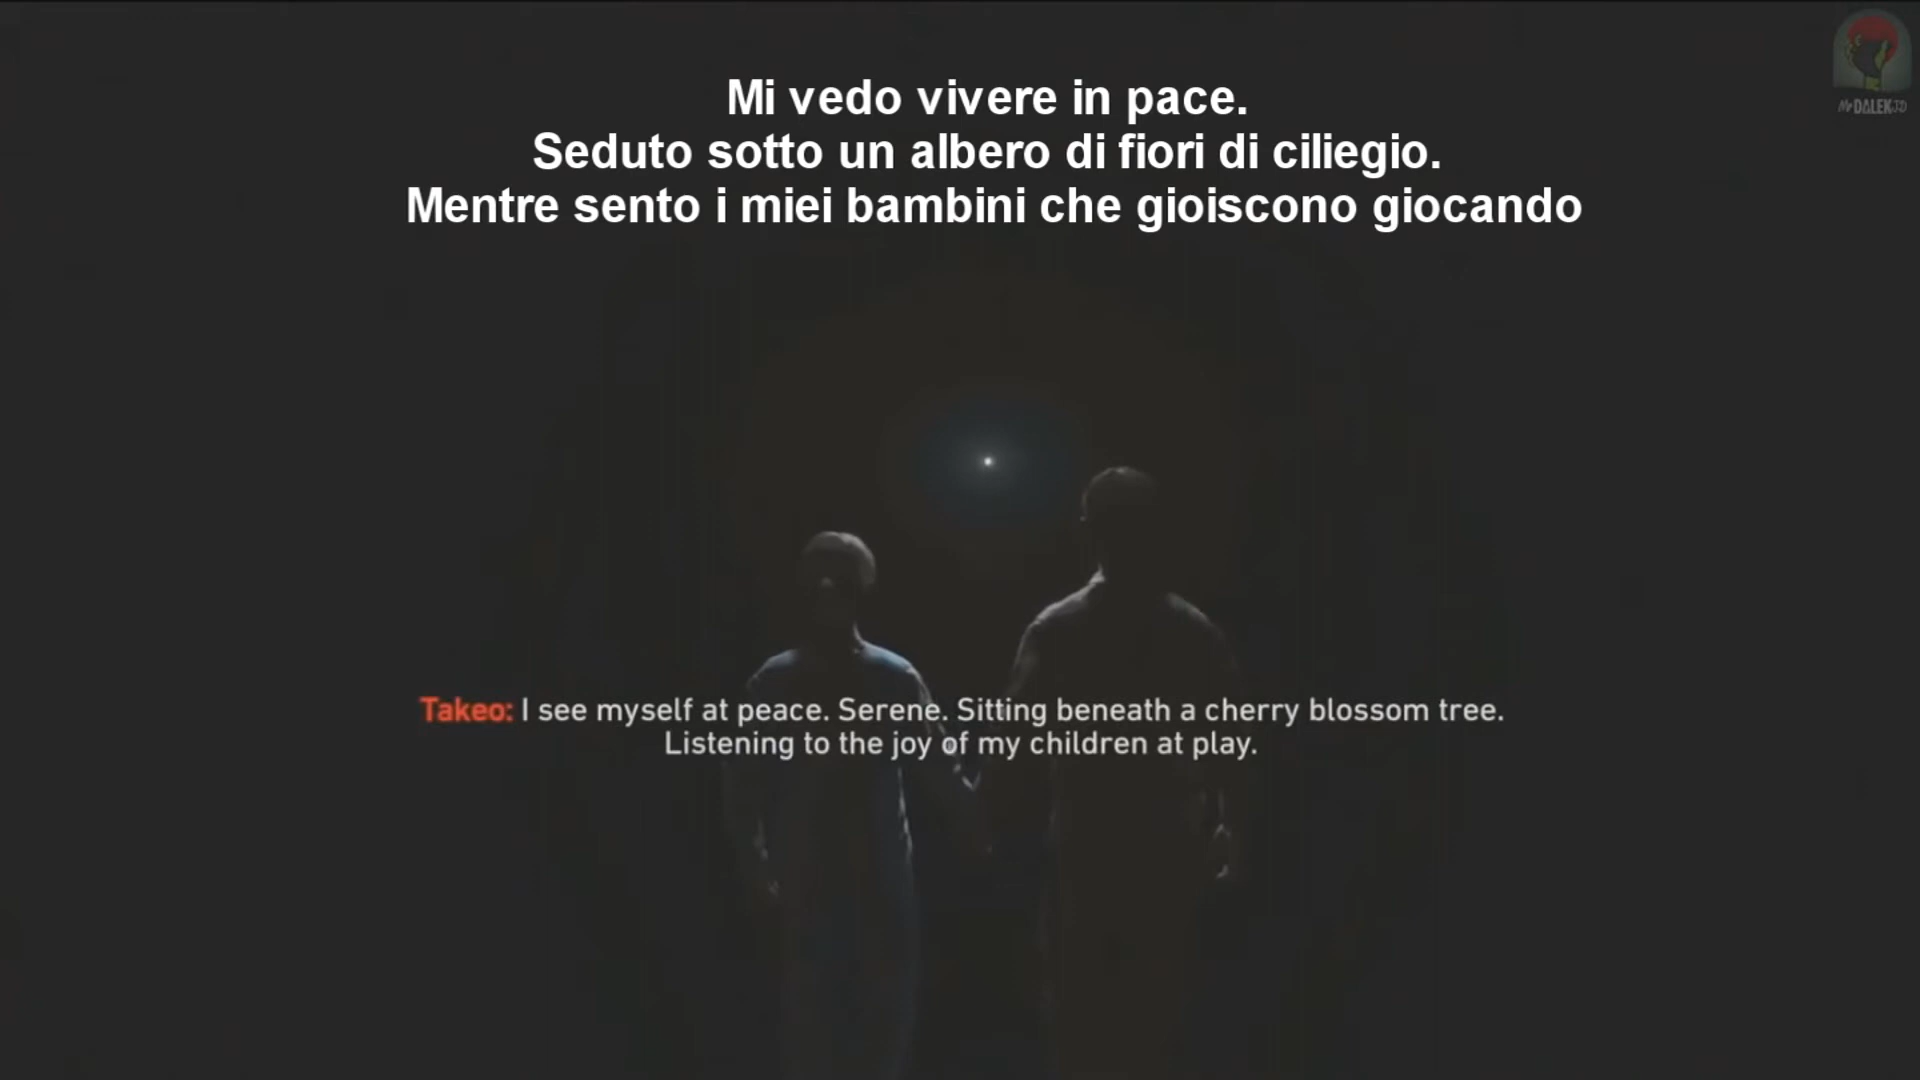 Mi vedo vivere in pace.
Seduto sotto un albero di fiori di ciliegio.
Mentre sento i miei bambini che gioiscono giocando
MrDALEKJD
Takeo: I see myself at peace. Serene. Sitting beneath a cherry blossom tree.
Listening to the joy of my children at play.